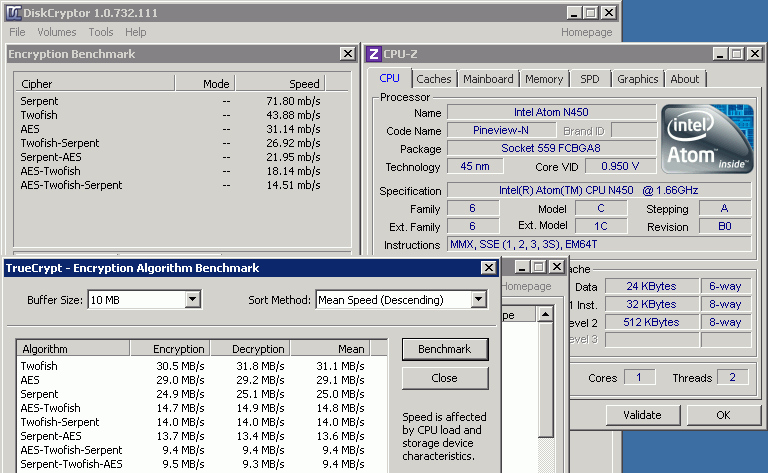 DiskCryptor 1.0.732.111
File Volumes Tools Help Homepage
Encryption Benchmark
Cipher Mode Speed
Serpent -- 71.80 mb/s
Twofish -- 43.88 mb/s
AES -- 31.14 mb/s
Twofish-Serpent -- 26.92 mb/s
Serpent-AES -- 21.95 mb/s
AES-Twofish -- 18.14 mb/s
AES-Twofish-Serpent -- 14.51 mb/s
Z CPU-Z
CPU Caches Mainboard Memory SPD Graphics About
Processor
Name Intel Atom N450
Code Name Pineview-N Brand ID
Package Socket 559 FCBGA8
Technology 45 nm Core VID 0.950 V
intel
Atom™
inside™
Specification Intel(R) Atom(TM) CPU N450 @ 1.66GHz
Family 6 Model C Stepping A
Ext. Family 6 Ext. Model 1C Revision B0
Instructions MMX, SSE (1, 2, 3, 3S), EM64T
ache
Data 24 KBytes 6-way
1 Inst. 32 KBytes 8-way
evel 2 512 KBytes 8-way
evel 3
Cores 1 Threads 2
Validate OK
Homepage
pe
TrueCrypt - Encryption Algorithm Benchmark
Buffer Size: 10 MB Sort Method: Mean Speed (Descending)
Algorithm Encryption Decryption Mean
Twofish 30.5 MB/s 31.8 MB/s 31.1 MB/s
AES 29.0 MB/s 29.2 MB/s 29.1 MB/s
Serpent 24.9 MB/s 25.1 MB/s 25.0 MB/s
AES-Twofish 14.7 MB/s 14.9 MB/s 14.8 MB/s
Twofish-Serpent 14.0 MB/s 14.0 MB/s 14.0 MB/s
Serpent-AES 13.7 MB/s 13.4 MB/s 13.6 MB/s
AES-Twofish-Serpent 9.4 MB/s 9.4 MB/s 9.4 MB/s
Serpent-Twofish-AES 9.5 MB/s 9.3 MB/s 9.4 MB/s
Benchmark
Close
Speed is affected
by CPU load and
storage device
characteristics.